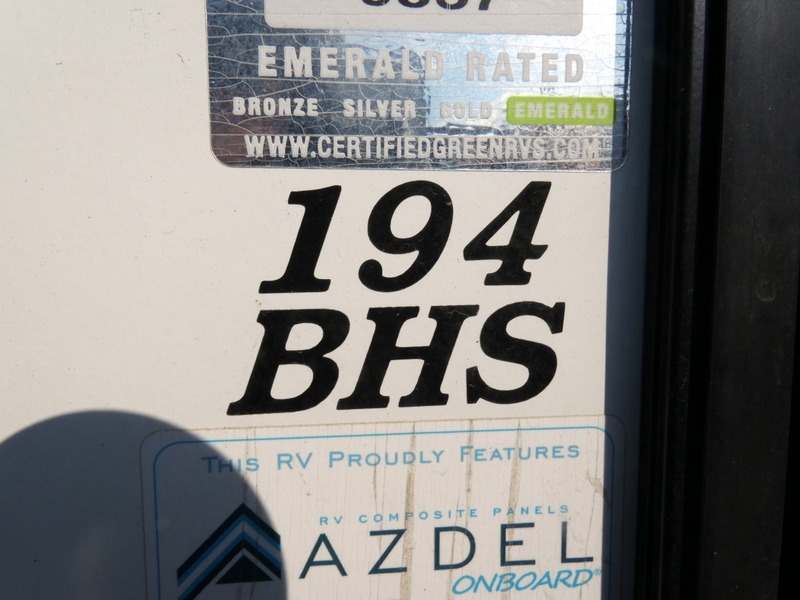 EMERALD RATED
BRONZE SILVER GOLD EMERALD
WWW.CERTIFIEDGREENRVS.COM
194
BHS
THIS RV PROUDLY FEATURES
RV COMPOSITE PANELS
AZDEL
ONBOARD®